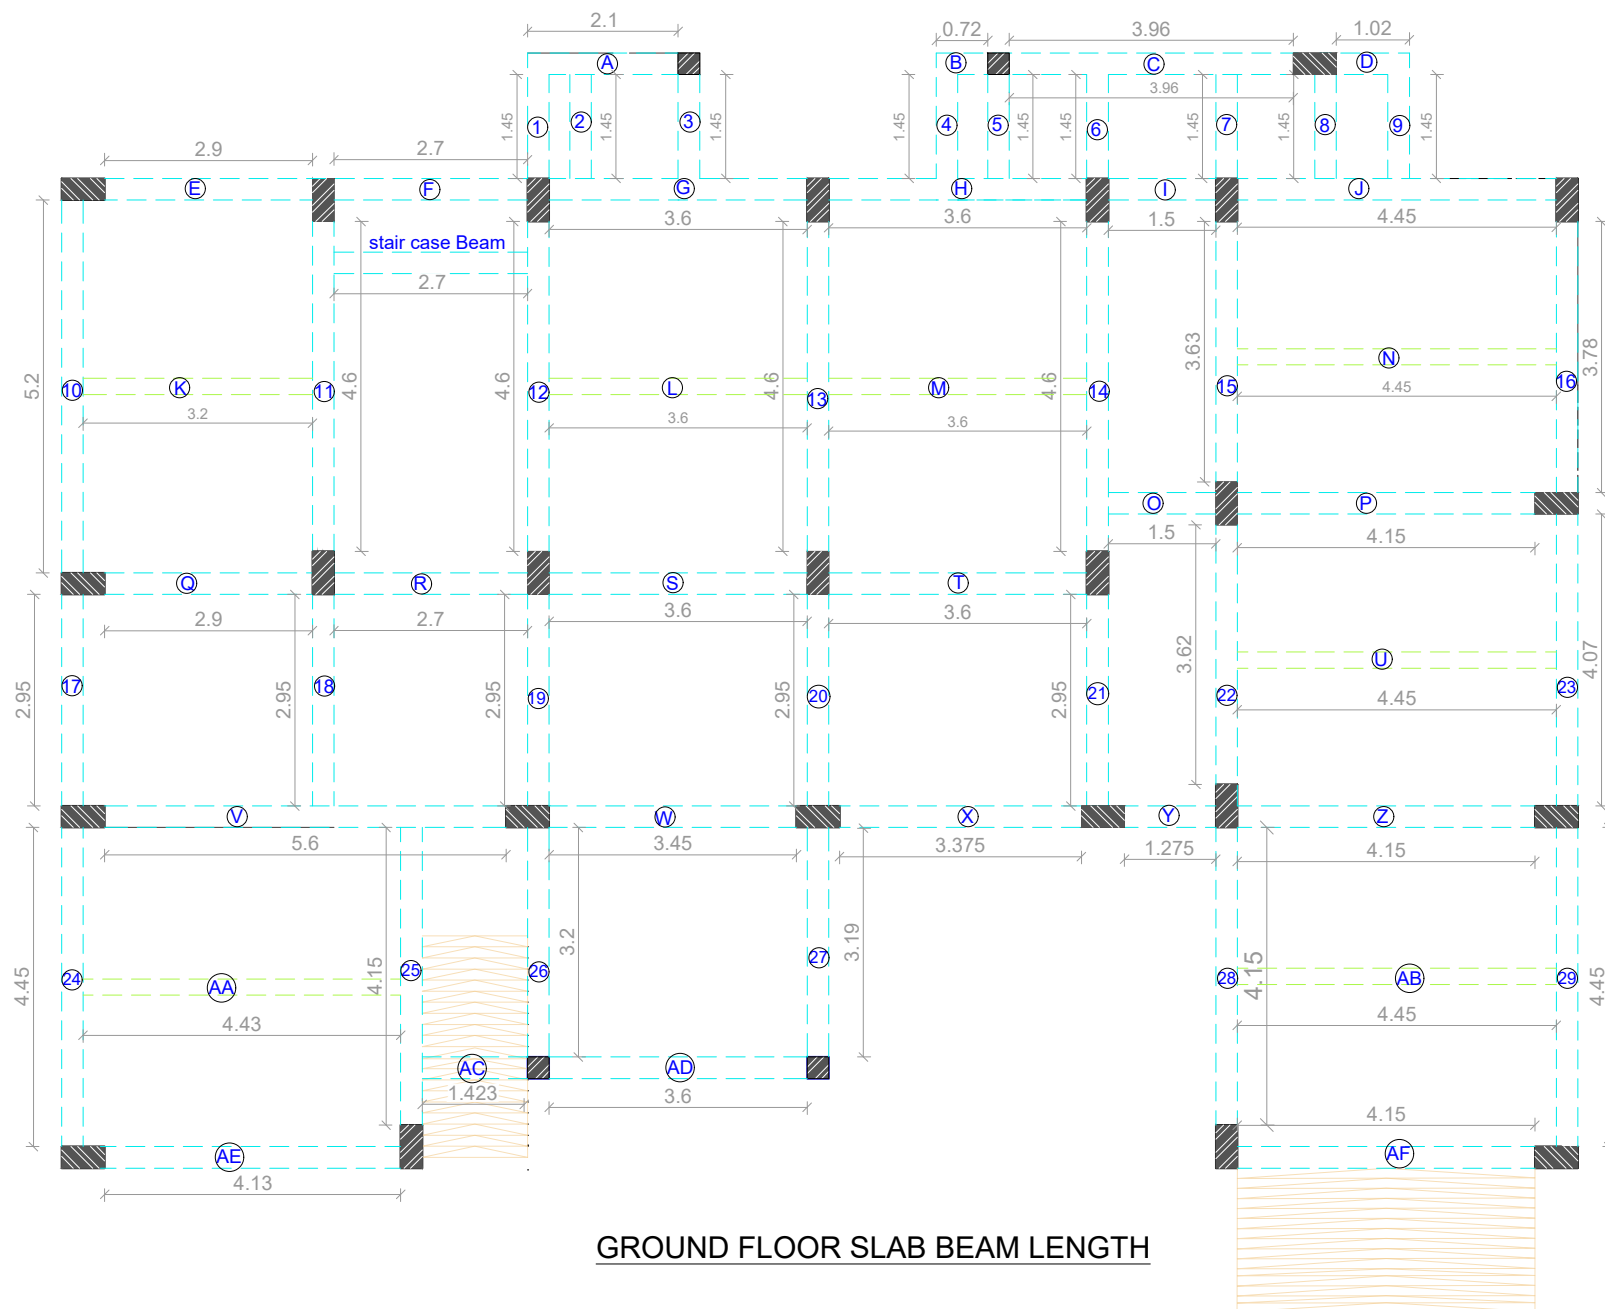 2.1
0.72
3.96
1.02
A
B
C
D
3.96
1.45
1
2
1.45
3
1.45
1.45
4
5
1.45
1.45
6
1.45
7
1.45
8
9
1.45
2.9
2.7
E
F
G
H
I
J
3.6
3.6
1.5
4.45
stair case Beam
2.7
5.2
4.6
4.6
4.6
4.6
3.63
3.78
10
K
11
12
L
13
M
14
15
N
16
3.2
3.6
3.6
4.45
O
P
1.5
4.15
Q
R
S
T
2.9
2.7
3.6
3.6
2.95
17
2.95
18
2.95
19
2.95
20
2.95
21
3.62
22
U
4.45
23
4.07
V
W
X
Y
Z
5.6
3.45
3.375
1.275
4.15
4.45
24
AA
4.43
4.15
25
26
3.2
27
3.19
28
4.15
AB
4.45
29
4.45
AC
AD
1.423
3.6
4.15
AE
AF
4.13
GROUND FLOOR SLAB BEAM LENGTH